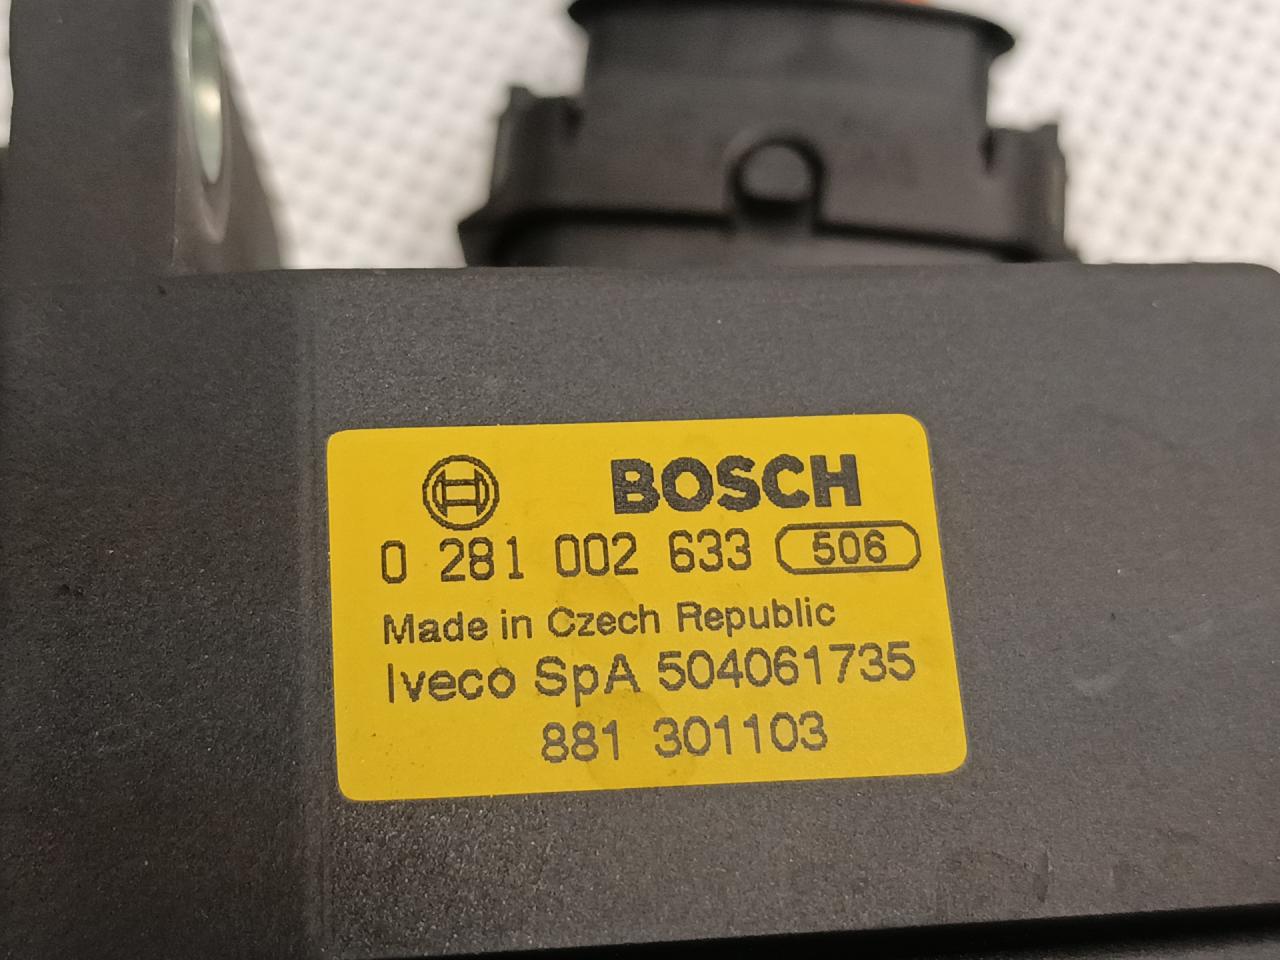 BOSCH
0 281 002 633 506
Made in Czech Republic
Iveco SpA 504061735
881 301103